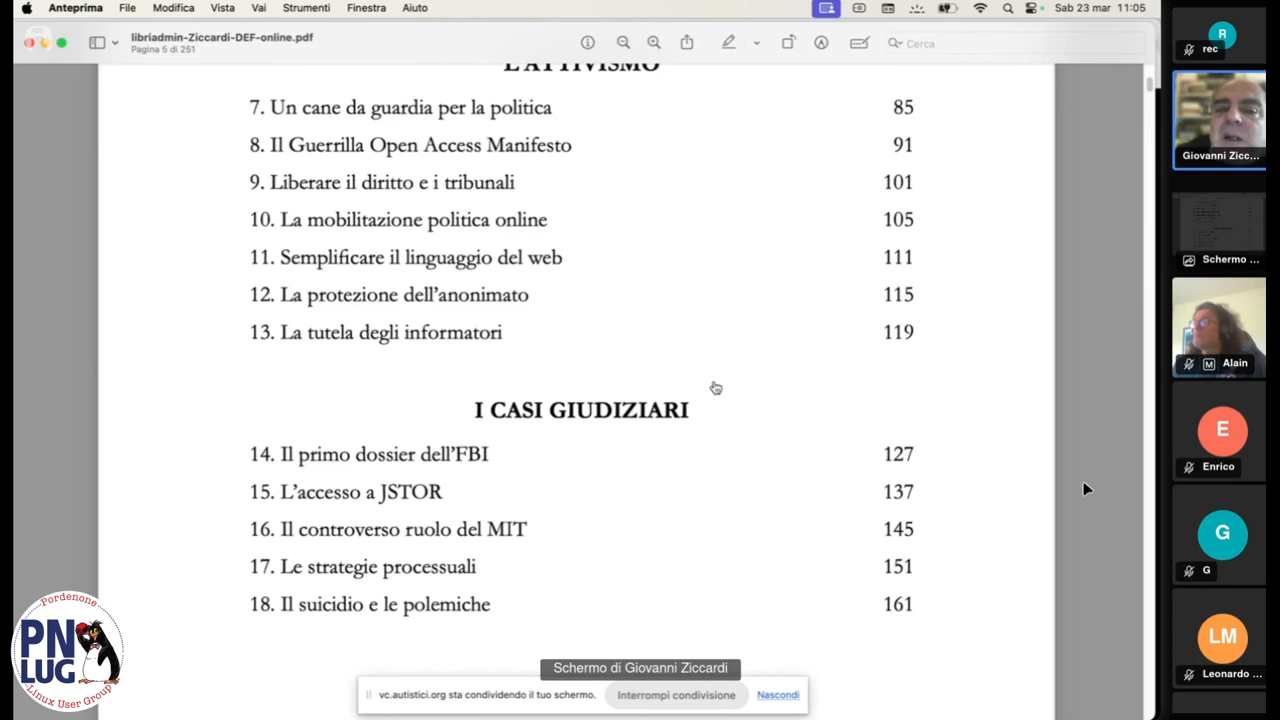 Anteprima File Modifica Vista Vai Strumenti Finestra Aiuto Sab 23 mar 11:05
libriadmin-Ziccardi-DEF-online.pdf
Pagina 5 di 251
Cerca
L'ATTIVISMO
7. Un cane da guardia per la politica 85
8. Il Guerrilla Open Access Manifesto 91
9. Liberare il diritto e i tribunali 101
10. La mobilitazione politica online 105
11. Semplificare il linguaggio del web 111
12. La protezione dell'anonimato 115
13. La tutela degli informatori 119
I CASI GIUDIZIARI
14. Il primo dossier dell'FBI 127
15. L'accesso a JSTOR 137
16. Il controverso ruolo del MIT 145
17. Le strategie processuali 151
18. Il suicidio e le polemiche 161
Schermo di Giovanni Ziccardi
vc.autistici.org sta condividendo il tuo schermo. Interrompi condivisione Nascondi
Pordenone
PN
LUG
Linux User Group
R
rec
Giovanni Zicc...
Schermo ...
M Alain
E
Enrico
G
G
LM
Leonardo ...